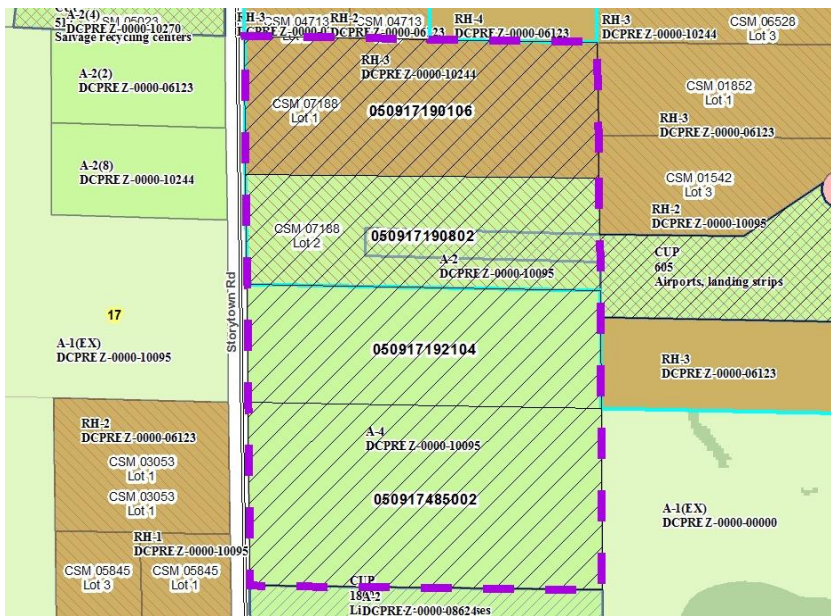 A-2(4)
CSM 05023
DCPREZ-0000-10270
Salvage recycling centers
RH-3
CSM 04713
RH-2
CSM 04713
DCPREZ-0000-06123
RH-4
DCPREZ-0000-06123
RH-3
DCPREZ-0000-10244
CSM 06528
Lot 3
A-2(2)
DCPREZ-0000-06123
RH-3
DCPREZ-0000-10244
CSM 07188
Lot 1
050917190106
CSM 01852
Lot 1
RH-3
DCPREZ-0000-06123
A-2(8)
DCPREZ-0000-10244
CSM 01542
Lot 3
RH-2
DCPREZ-0000-10095
CSM 07188
Lot 2
050917190802
A-2
DCPREZ-0000-10095
CUP
605
Airports, landing strips
Storytown Rd
17
A-1(EX)
DCPREZ-0000-10095
050917192104
RH-3
DCPREZ-0000-06123
RH-2
DCPREZ-0000-06123
CSM 03053
Lot 1
CSM 03053
Lot 1
A-4
DCPREZ-0000-10095
050917485002
A-1(EX)
DCPREZ-0000-00000
RH-1
DCPREZ-0000-10095
CSM 05845
Lot 3
CSM 05845
Lot 1
CUP
A-2
DCPREZ-0000-08624